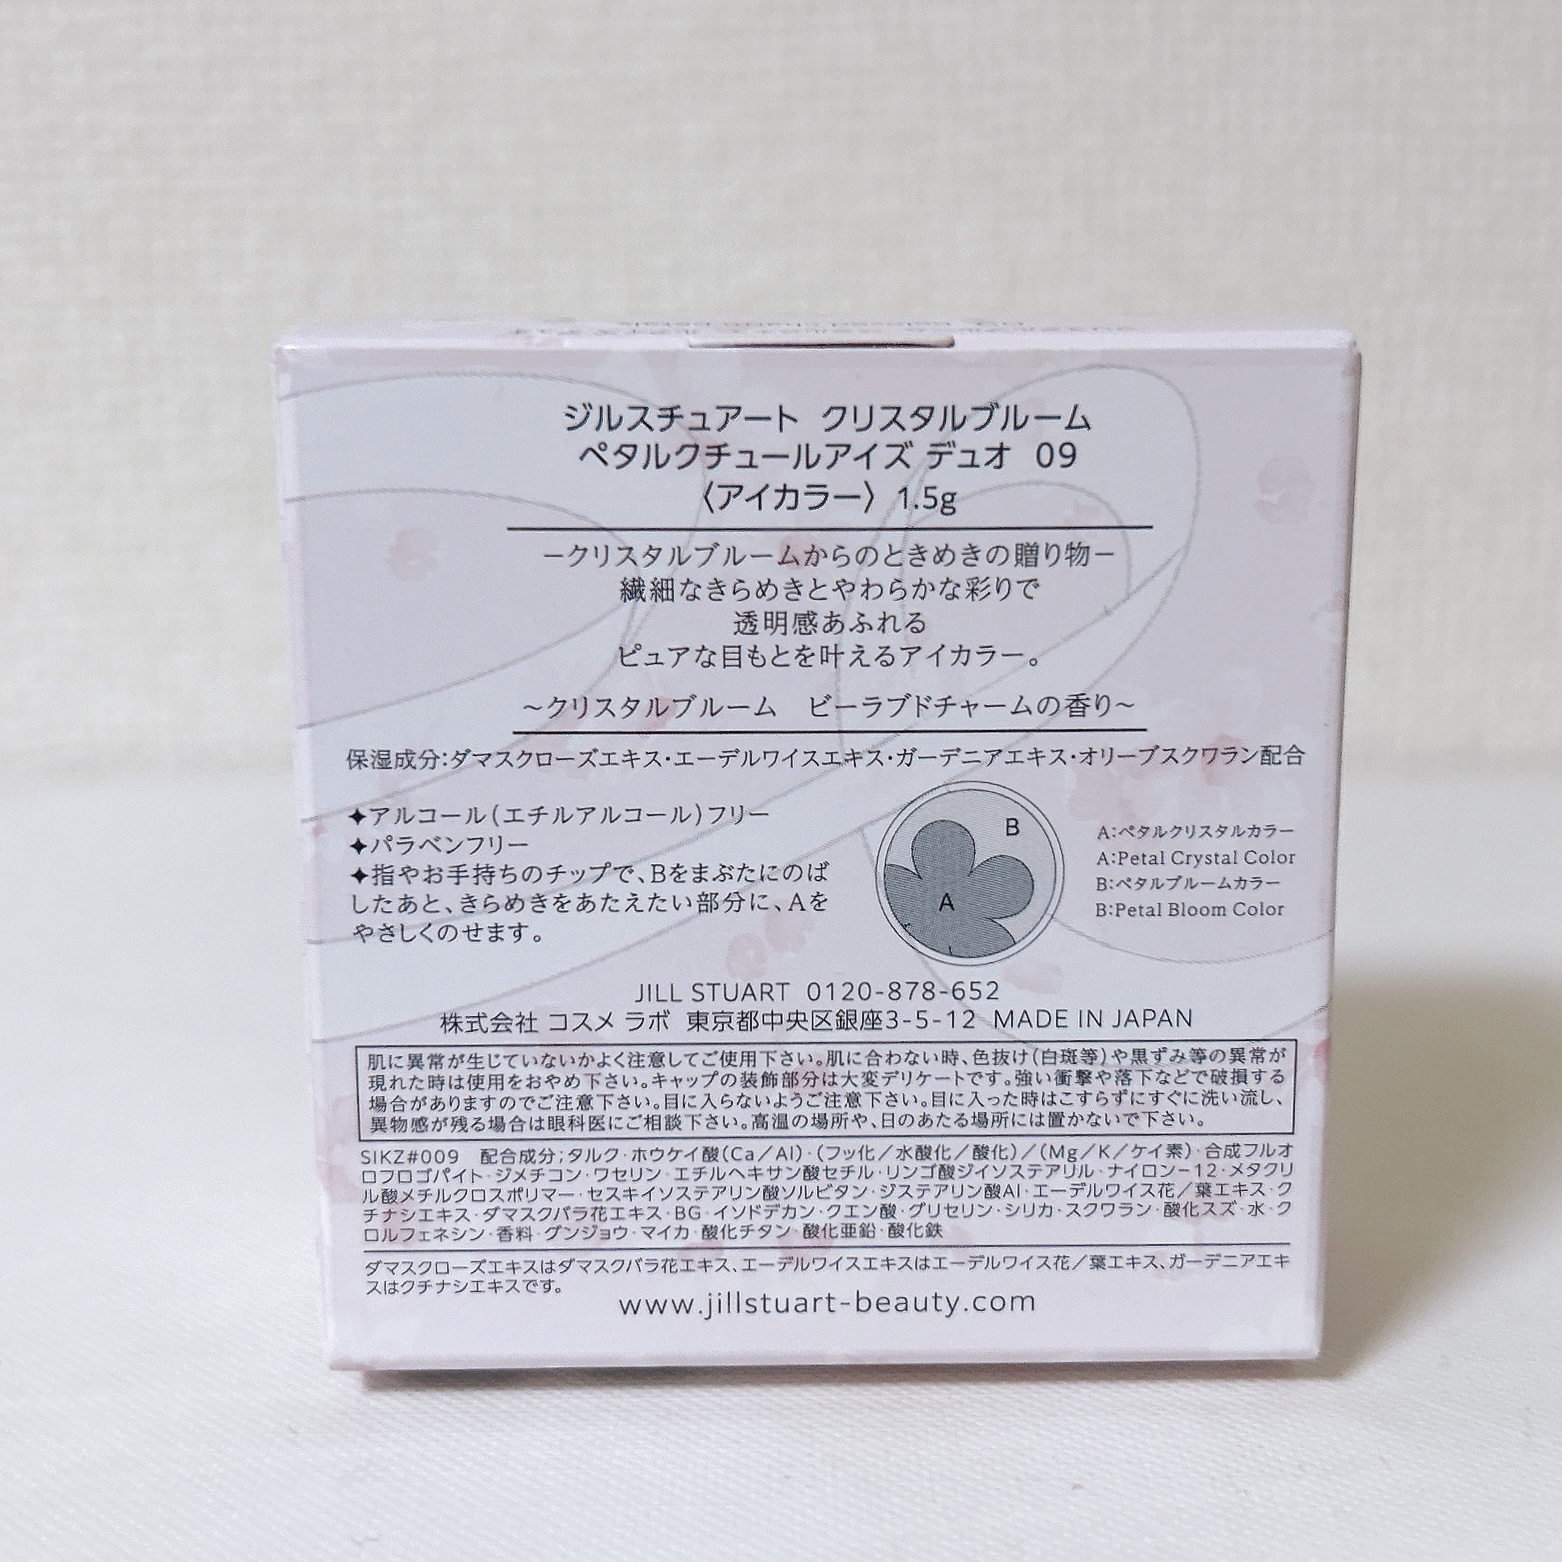 ジルスチュアート クリスタルブルーム
ペタルクチュールアイズ デュオ 09
〈アイカラー〉 1.5g
－クリスタルブルームからのときめきの贈り物－
繊細なきらめきとやわらかな彩りで
透明感あふれる
ピュアな目もとを叶えるアイカラー。
～クリスタルブルーム ビーラブドチャームの香り～
保湿成分:ダマスクローズエキス・エーデルワイスエキス・ガーデニアエキス・オリーブスクワラン配合
✦アルコール(エチルアルコール)フリー
✦パラベンフリー
✦指やお手持ちのチップで、Bをまぶたにのば
したあと、きらめきをあたえたい部分に、Aを
やさしくのせます。
B
A
A:ペタルクリスタルカラー
A:Petal Crystal Color
B:ペタルブルームカラー
B:Petal Bloom Color
JILL STUART 0120-878-652
株式会社 コスメ ラボ 東京都中央区銀座3-5-12 MADE IN JAPAN
肌に異常が生じていないかよく注意してご使用下さい。肌に合わない時、色抜け(白斑等)や黒ずみ等の異常が
現れた時は使用をおやめ下さい。キャップの装飾部分は大変デリケートです。強い衝撃や落下などで破損する
場合がありますのでご注意下さい。目に入らないようご注意下さい。目に入った時はこすらずにすぐに洗い流し、
異物感が残る場合は眼科医にご相談下さい。高温の場所や、日のあたる場所には置かないで下さい。
SIKZ#009 配合成分;タルク・ホウケイ酸(Ca／Al)・(フッ化／水酸化／酸化)／(Mg／K／ケイ素)・合成フルオ
ロフロゴパイト・ジメチコン・ワセリン・エチルヘキサン酸セチル・リンゴ酸ジイソステアリル・ナイロン−12・メタクリ
ル酸メチルクロスポリマー・セスキイソステアリン酸ソルビタン・ジステアリン酸Al・エーデルワイス花／葉エキス・ク
チナシエキス・ダマスクバラ花エキス・BG・イソドデカン・クエン酸・グリセリン・シリカ・スクワラン・酸化スズ・水・ク
ロルフェネシン・香料・グンジョウ・マイカ・酸化チタン・酸化亜鉛・酸化鉄
ダマスクローズエキスはダマスクバラ花エキス、エーデルワイスエキスはエーデルワイス花／葉エキス、ガーデニアエキ
スはクチナシエキスです。
www.jillstuart-beauty.com